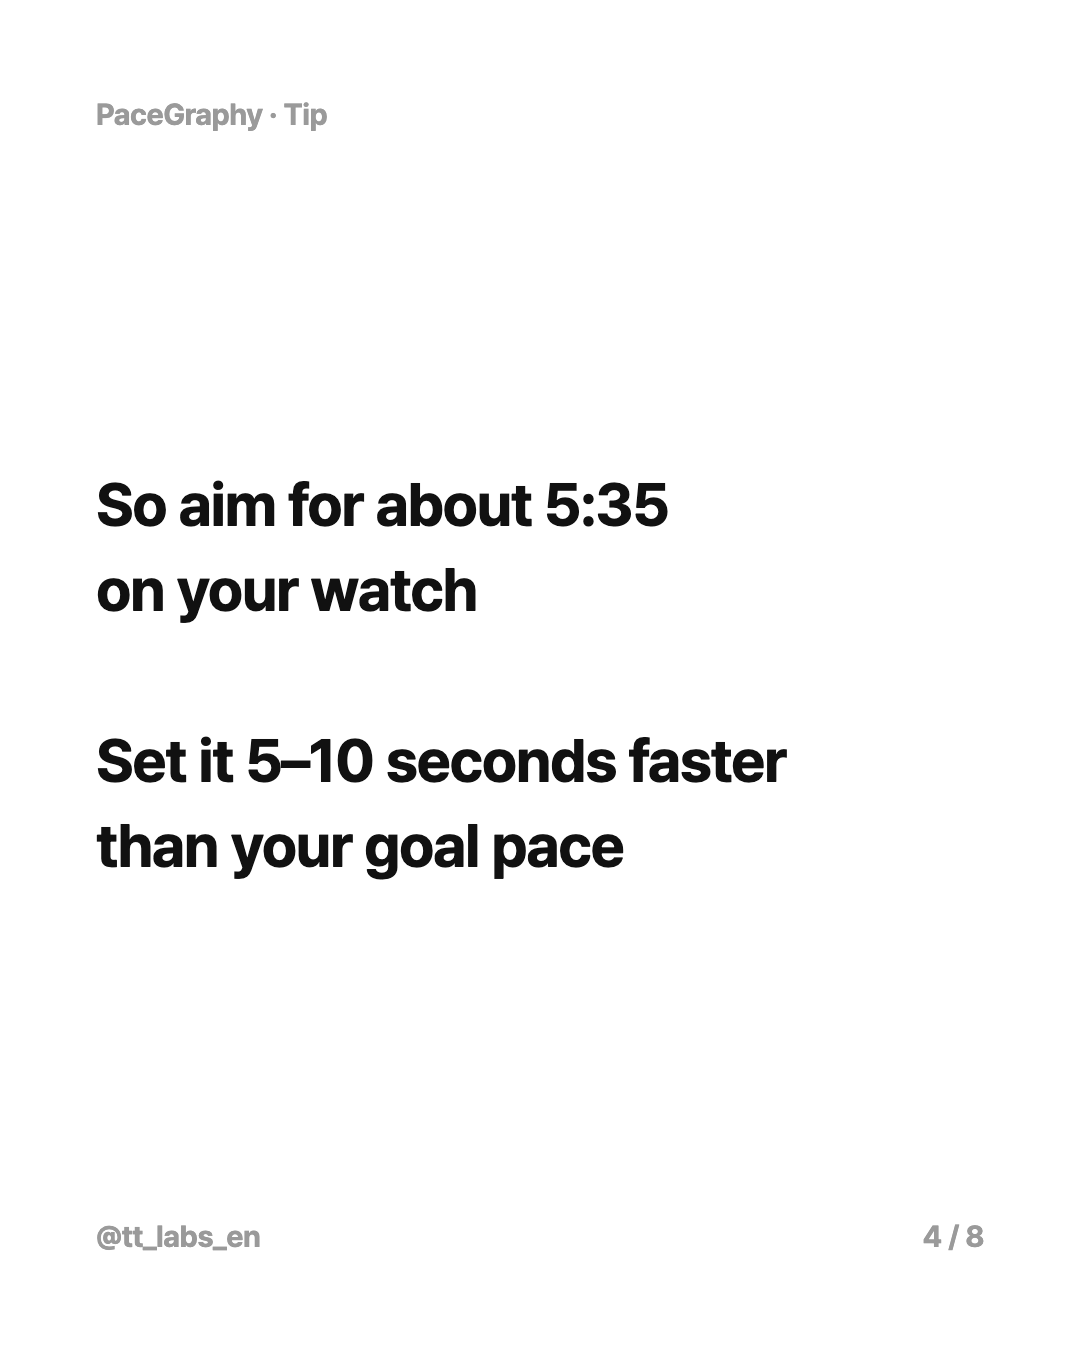 PaceGraphy · Tip
So aim for about 5:35
on your watch
Set it 5–10 seconds faster
than your goal pace
@tt_labs_en
4 / 8